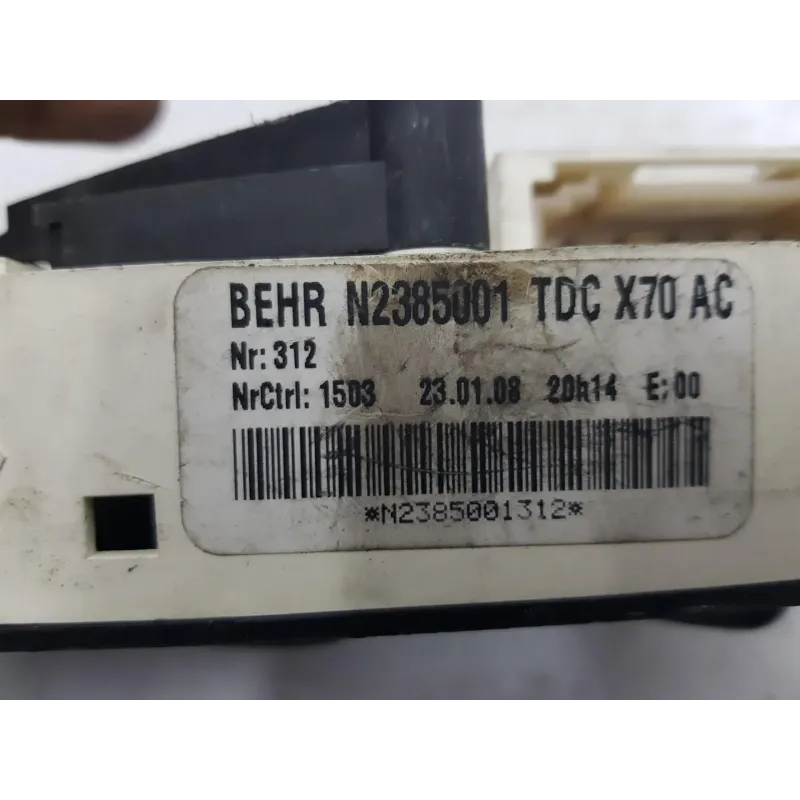 BEHR N2385001 TDC X70 AC
Nr: 312
NrCtrl: 1503 23.01.08 20h14 E: 00
*N2385001312*